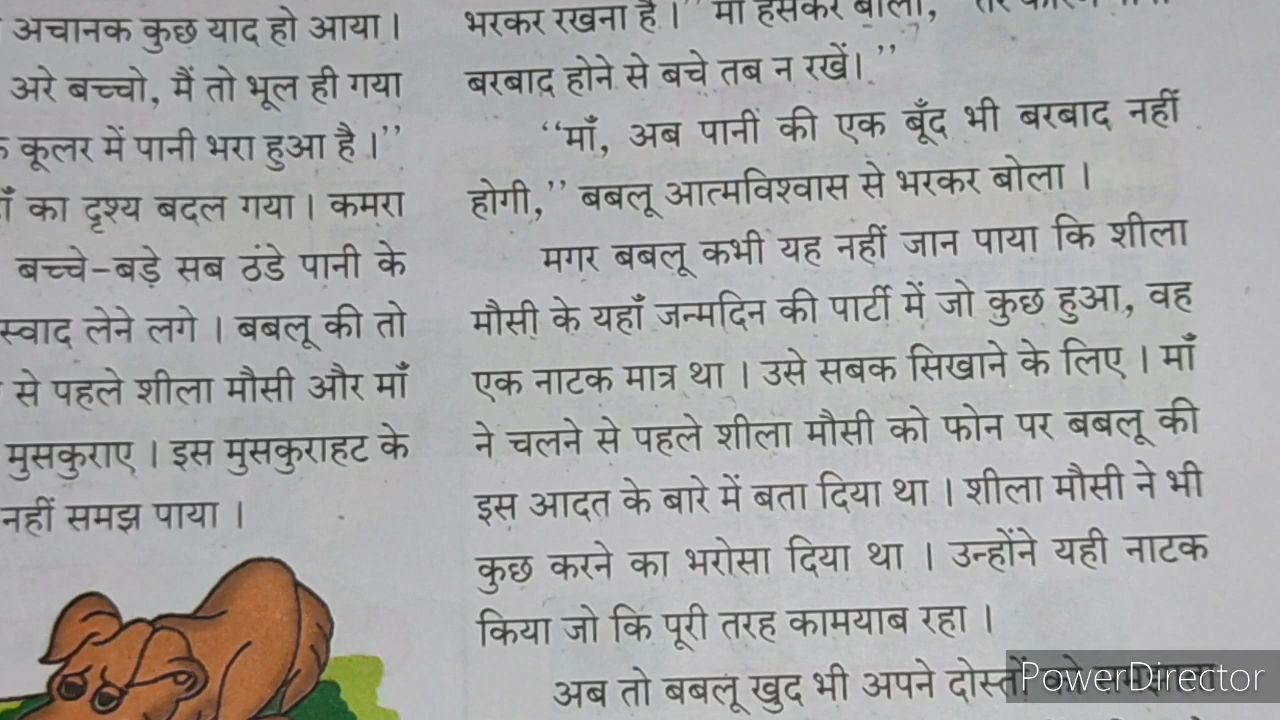 अचानक कुछ याद हो आया।
अरे बच्चो, मैं तो भूल ही गया
कूलर में पानी भरा हुआ है।’’
का दृश्य बदल गया। कमरा
बच्चे-बड़े सब ठंडे पानी के
स्वाद लेने लगे। बबलू की तो
से पहले शीला मौसी और माँ
मुसकुराए। इस मुसकुराहट के
नहीं समझ पाया।
भरकर रखना है।’’ माँ हँसकर बोली,
बरबाद होने से बचे तब न रखें।’’
‘‘माँ, अब पानी की एक बूँद भी बरबाद नहीं
होगी,’’ बबलू आत्मविश्वास से भरकर बोला।
मगर बबलू कभी यह नहीं जान पाया कि शीला
मौसी के यहाँ जन्मदिन की पार्टी में जो कुछ हुआ, वह
एक नाटक मात्र था। उसे सबक सिखाने के लिए। माँ
ने चलने से पहले शीला मौसी को फोन पर बबलू की
इस आदत के बारे में बता दिया था। शीला मौसी ने भी
कुछ करने का भरोसा दिया था। उन्होंने यही नाटक
किया जो कि पूरी तरह कामयाब रहा।
अब तो बबलू खुद भी अपने दोस्तों
PowerDirector